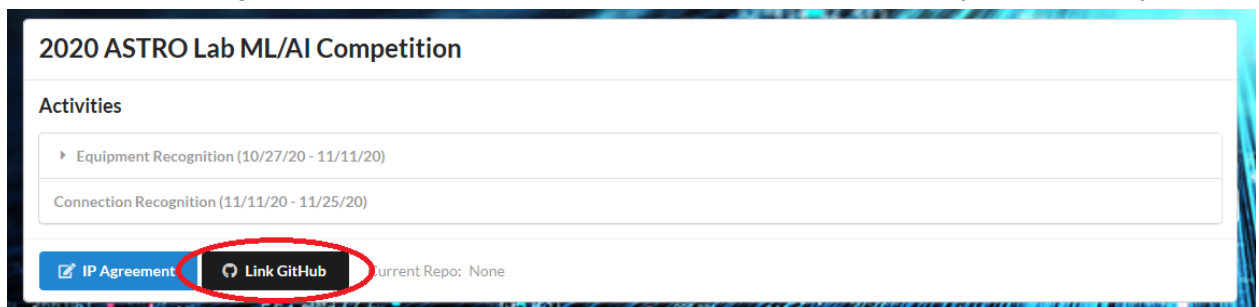 2020 ASTRO Lab ML/AI Competition
Activities
Equipment Recognition (10/27/20 - 11/11/20)
Connection Recognition (11/11/20 - 11/25/20)
IP Agreement Link GitHub Current Repo: None